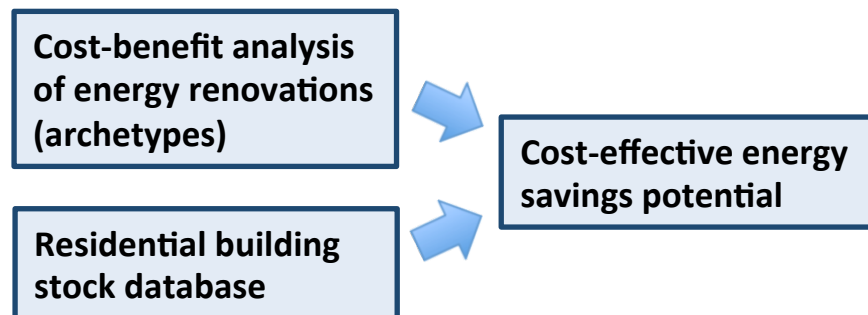 Cost-benefit analysis
of energy renovations
(archetypes)
Residential building
stock database
Cost-effective energy
savings potential